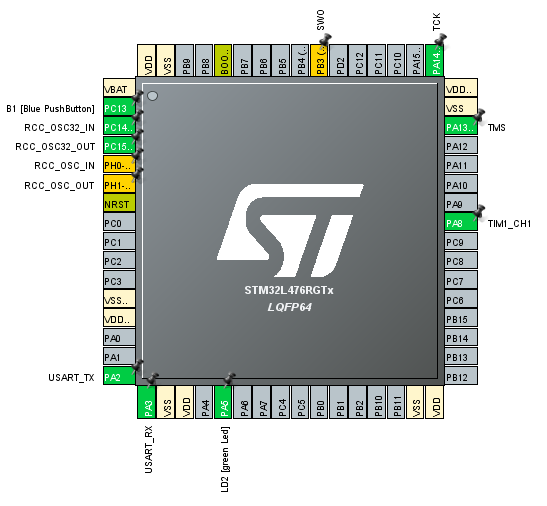 SWO
TCK
VDD
VSS
PB9
PB8
BOO..
PB7
PB6
PB5
PB4 (..
PB3 (..
PD2
PC12
PC11
PC10
PA15..
PA14..
VBAT
B1 [Blue PushButton] PC13
RCC_OSC32_IN PC14..
RCC_OSC32_OUT PC15..
RCC_OSC_IN PH0-..
RCC_OSC_OUT PH1-..
NRST
PC0
PC1
PC2
PC3
VSS..
VDD..
PA0
PA1
USART_TX PA2
ST
STM32L476RGTx
LQFP64
VDD..
VSS
PA13.. TMS
PA12
PA11
PA10
PA9
PA8 TIM1_CH1
PC9
PC8
PC7
PC6
PB15
PB14
PB13
PB12
PA3
VSS
VDD
PA4
PA5
PA6
PA7
PC4
PC5
PB0
PB1
PB2
PB10
PB11
VSS
VDD
USART_RX
LD2 [green Led]